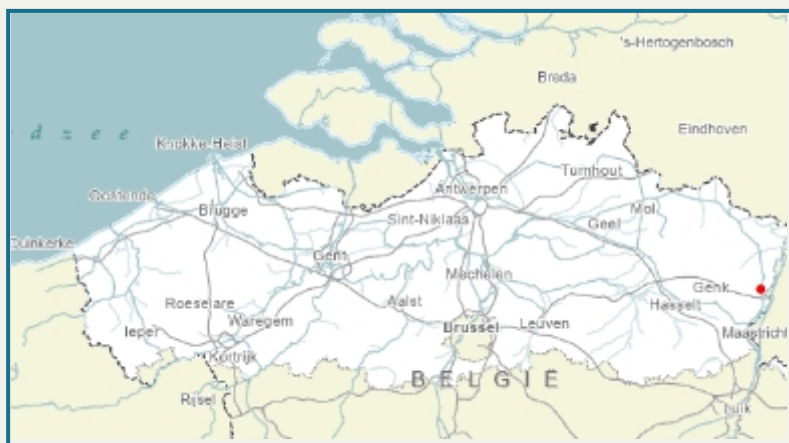 's-Hertogenbosch
Breda
d z e e
Eindhoven
Knokke-Heist
Turnhout
Antwerpen
Oostende
Mol
Brugge
Sint-Niklaas
Geel
Duinkerke
Gent
Mechelen
Genk
Roeselare
Aalst
Hasselt
Ieper
Waregem
Brussel
Leuven
Maastricht
Kortrijk
BELGIË
Rijsel
Luik